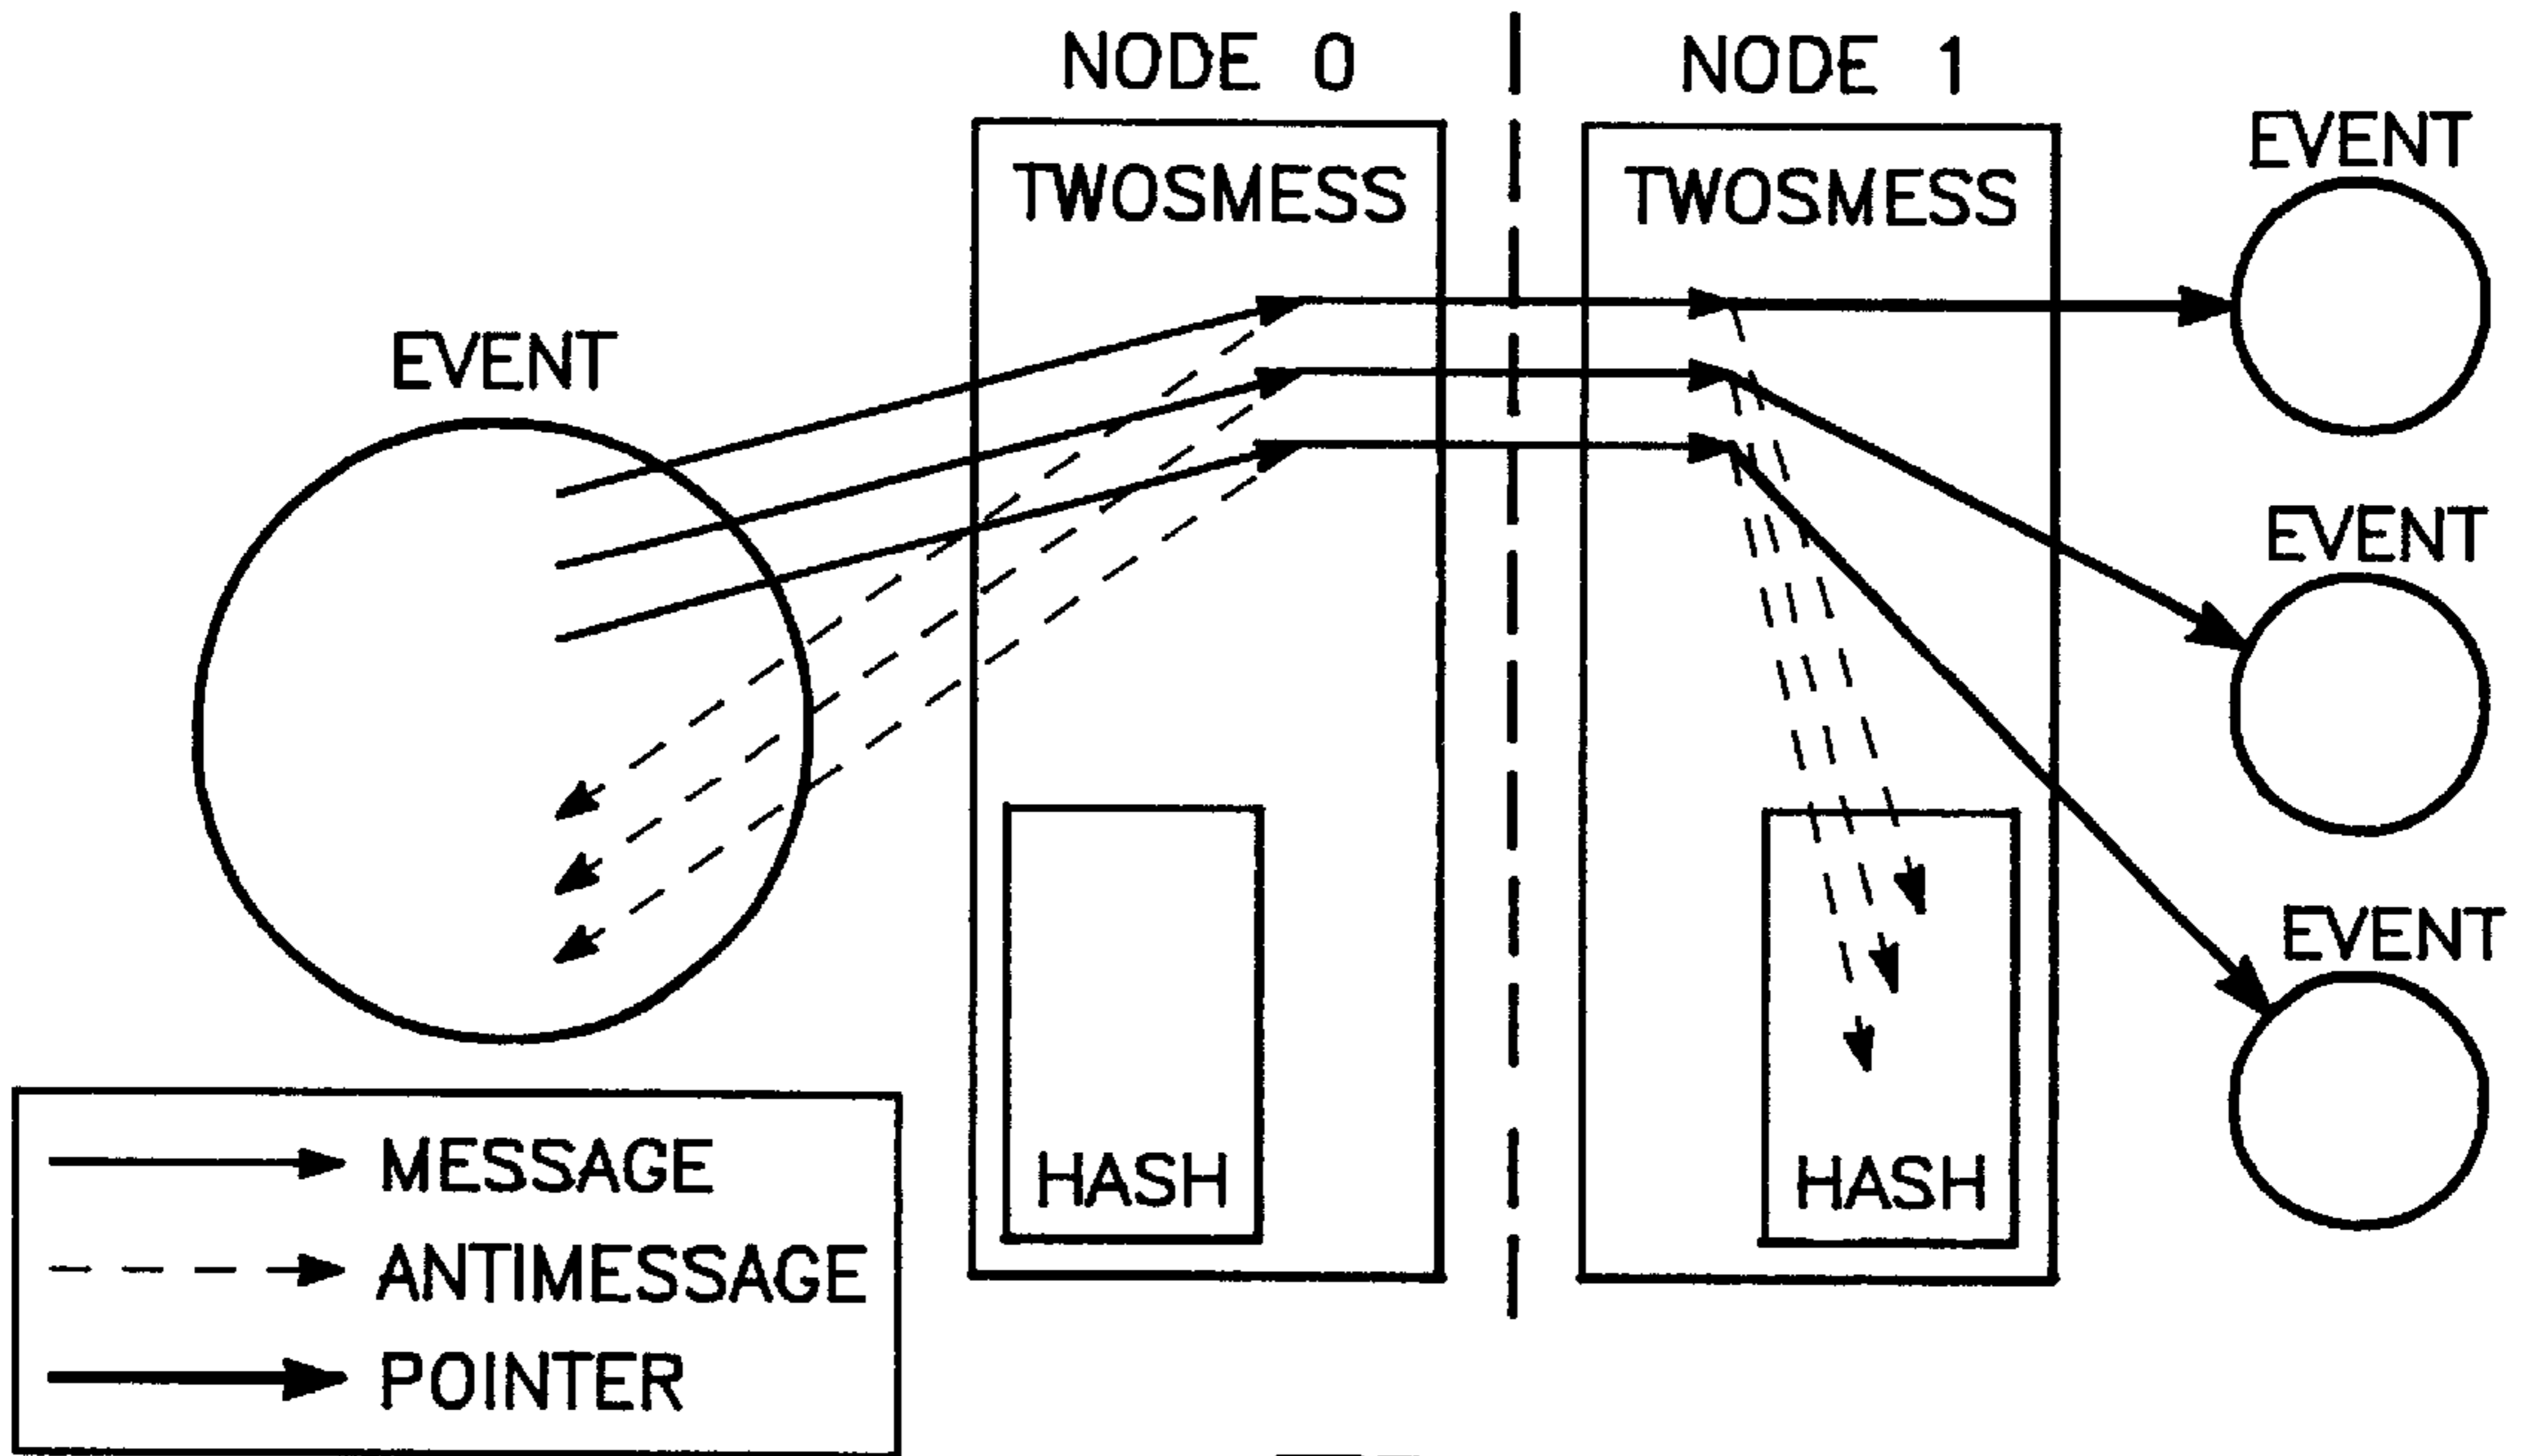 NODE 0
NODE 1
TWOSMESS
TWOSMESS
EVENT
EVENT
EVENT
EVENT
HASH
HASH
MESSAGE
ANTIMESSAGE
POINTER